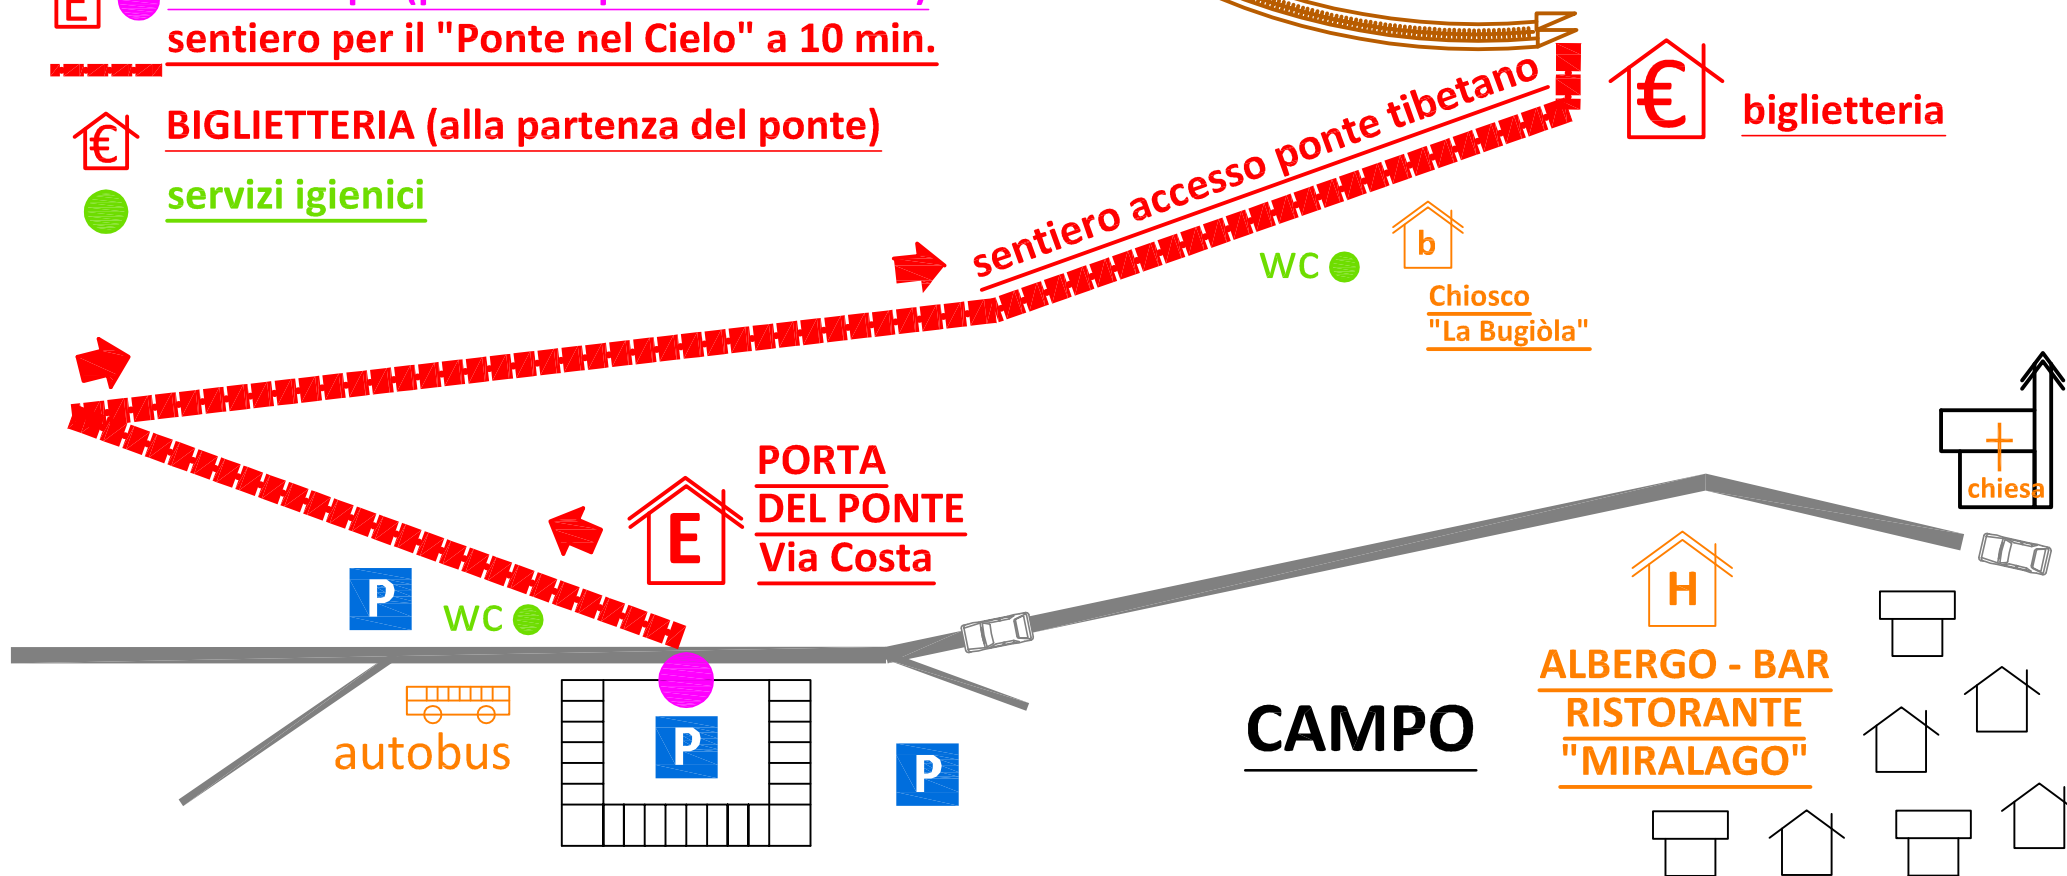 E
sentiero per il "Ponte nel Cielo" a 10 min.
€ BIGLIETTERIA (alla partenza del ponte)
servizi igienici
sentiero accesso ponte tibetano
€ biglietteria
wc
b
Chiosco
"La Bugiòla"
chiesa
PORTA
DEL PONTE
Via Costa
E
P
wc
autobus
P
P
CAMPO
H
ALBERGO - BAR
RISTORANTE
"MIRALAGO"